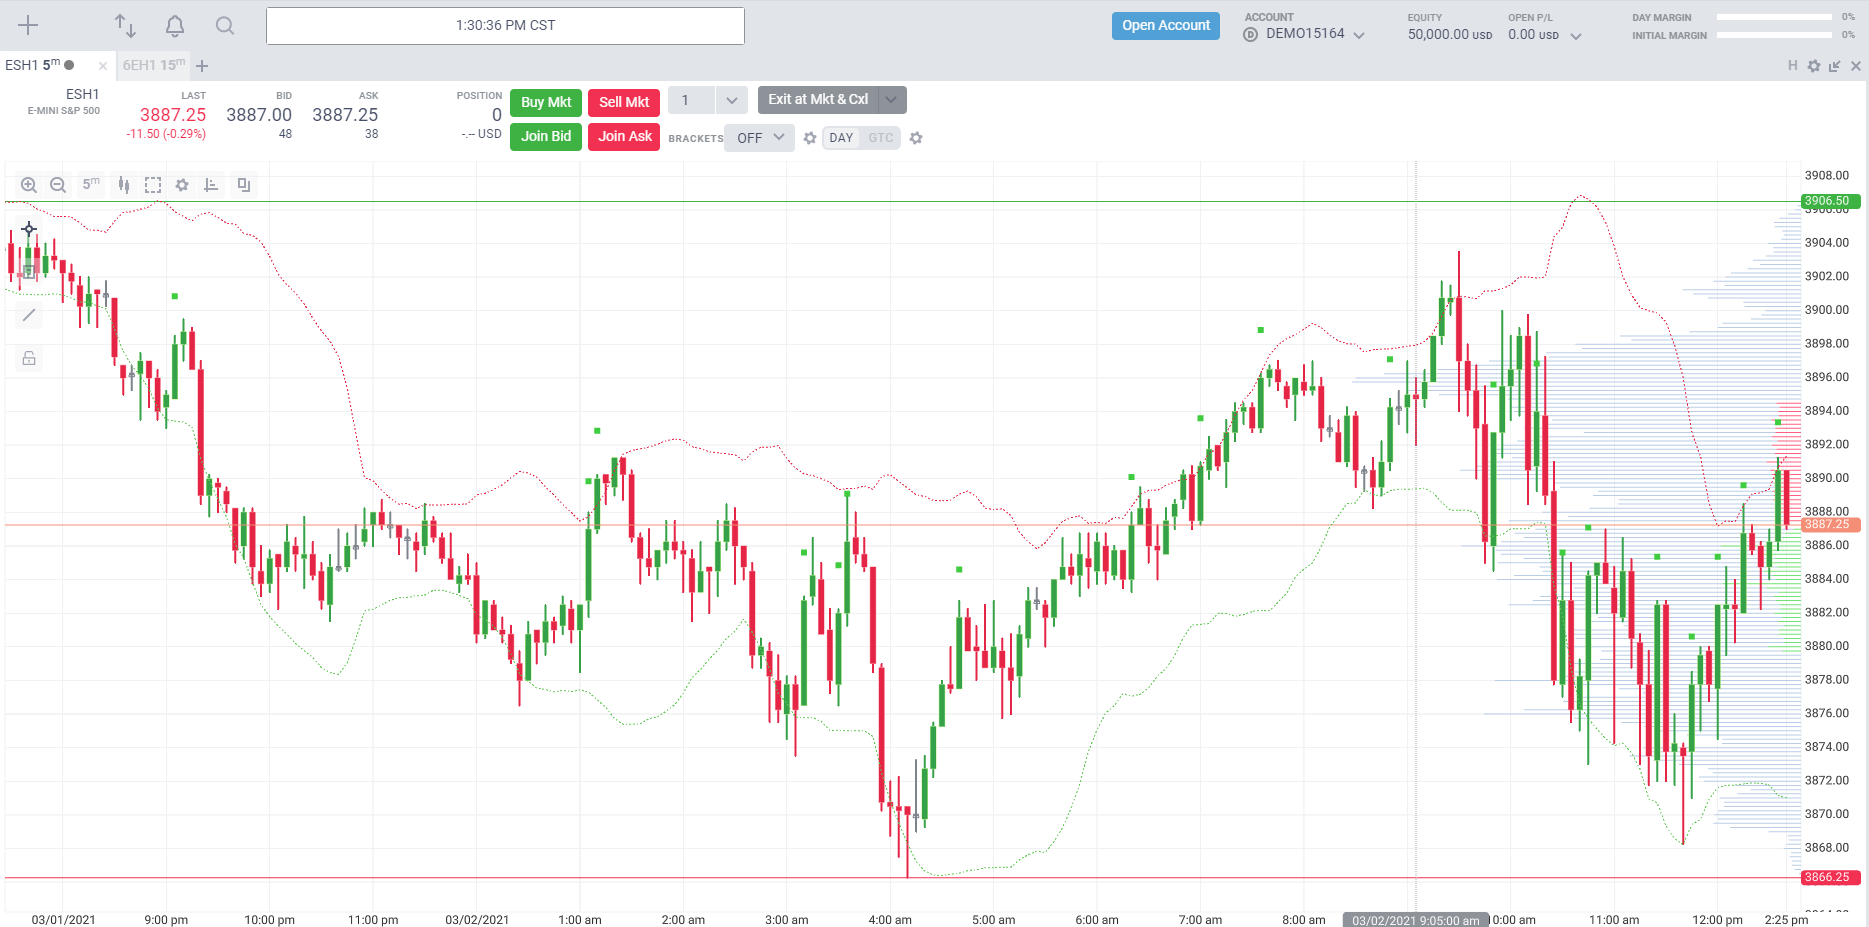 1:30:36 PM CST
Open Account
ACCOUNT
DEMO15164
EQUITY
50,000.00 USD
OPEN P/L
0.00 USD
DAY MARGIN 0%
INITIAL MARGIN 0%
ESH1 5m
6EH1 15m
H
ESH1
E-MINI S&P 500
LAST
3887.25
-11.50 (-0.29%)
BID
3887.00
48
ASK
3887.25
38
POSITION
0
-.-- USD
Buy Mkt
Sell Mkt
Join Bid
Join Ask
1
Exit at Mkt & Cxl
BRACKETS OFF
DAY GTC
5m
3908.00
3906.50
3904.00
3902.00
3900.00
3898.00
3896.00
3894.00
3892.00
3890.00
3888.00
3887.25
3886.00
3884.00
3882.00
3880.00
3878.00
3876.00
3874.00
3872.00
3870.00
3868.00
3866.25
03/01/2021 9:00 pm 10:00 pm 11:00 pm 03/02/2021 1:00 am 2:00 am 3:00 am 4:00 am 5:00 am 6:00 am 7:00 am 8:00 am 03/02/2021 9:05:00 am 0:00 am 11:00 am 12:00 pm 2:25 pm